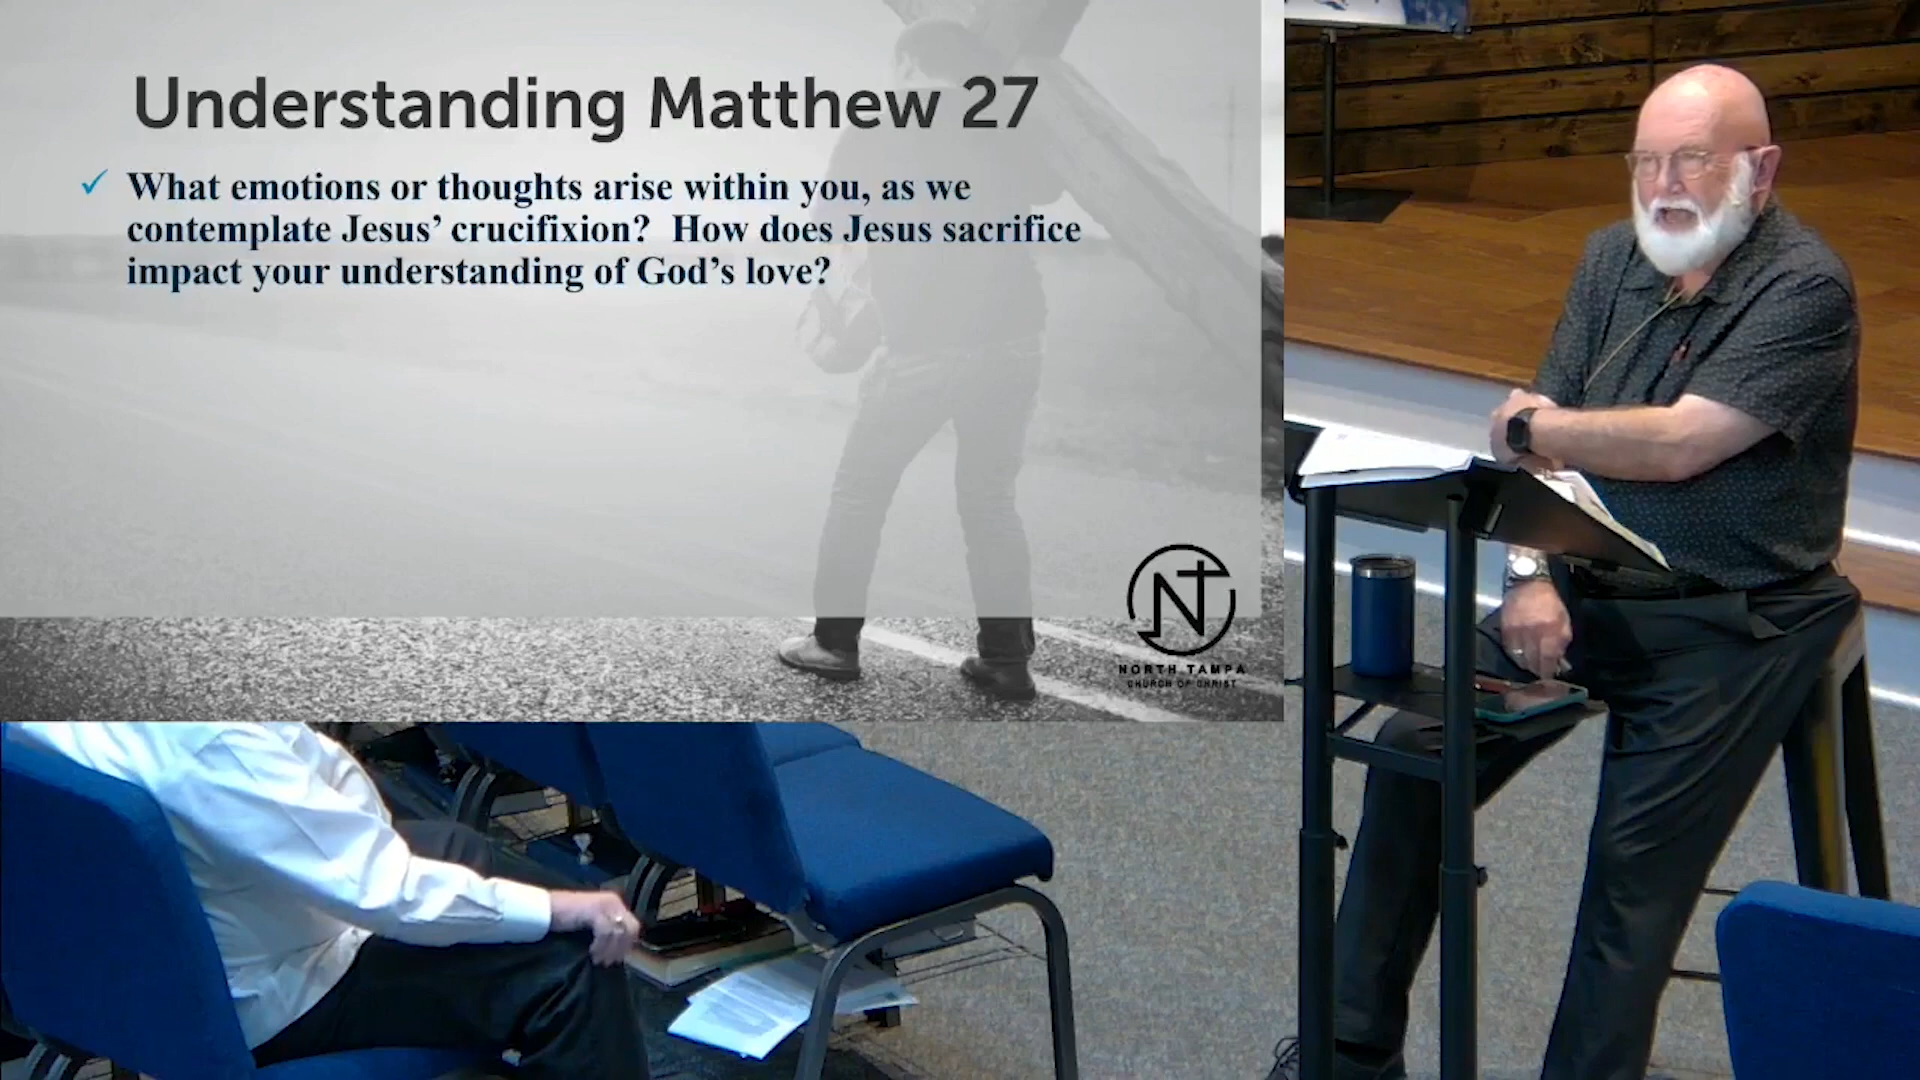 Understanding Matthew 27
✓ What emotions or thoughts arise within you, as we
contemplate Jesus’ crucifixion?  How does Jesus sacrifice
impact your understanding of God’s love?
NT
NORTH TAMPA
CHURCH OF CHRIST